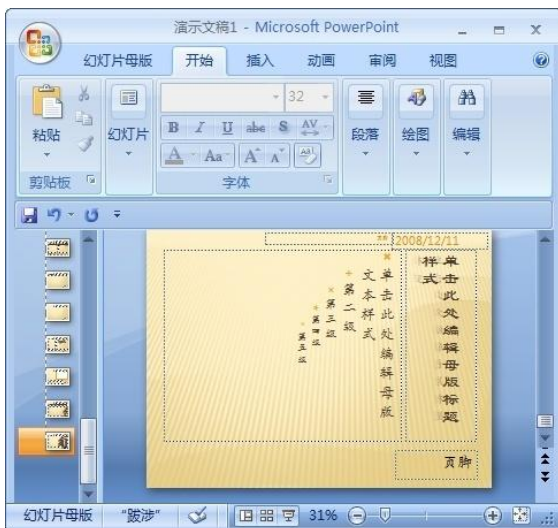 演示文稿1 - Microsoft PowerPoint
幻灯片母版 开始 插入 动画 审阅 视图
粘贴
幻灯片
32
B I U abe S AV
A Aa A A
段落
绘图
编辑
剪贴板
字体
2008/12/11
单击此处编辑母版标题
样式
单击此处编辑母版
文本样式
第二级
第三级
第四级
第五级
页脚
幻灯片母版 "跋涉" 31%